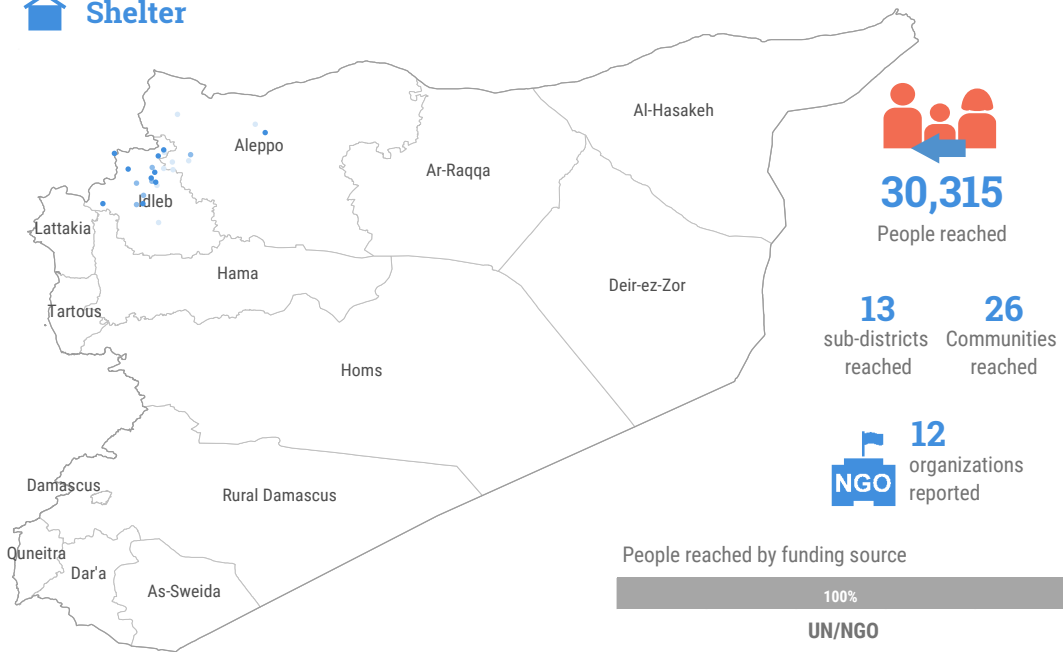 Shelter
Al-Hasakeh
Aleppo
Ar-Raqqa
Idleb
Lattakia
Hama
Deir-ez-Zor
Tartous
Homs
Damascus
Rural Damascus
Quneitra
Dar'a
As-Sweida
30,315
People reached
13
sub-districts
reached
26
Communities
reached
12
organizations
reported
NGO
People reached by funding source
100%
UN/NGO